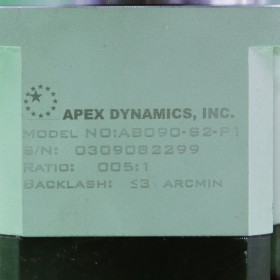 APEX DYNAMICS, INC.
MODEL NO:AB090-S2-P1
S/N: 0309082299
RATIO: 005:1
BACKLASH: ≤3 ARCMIN